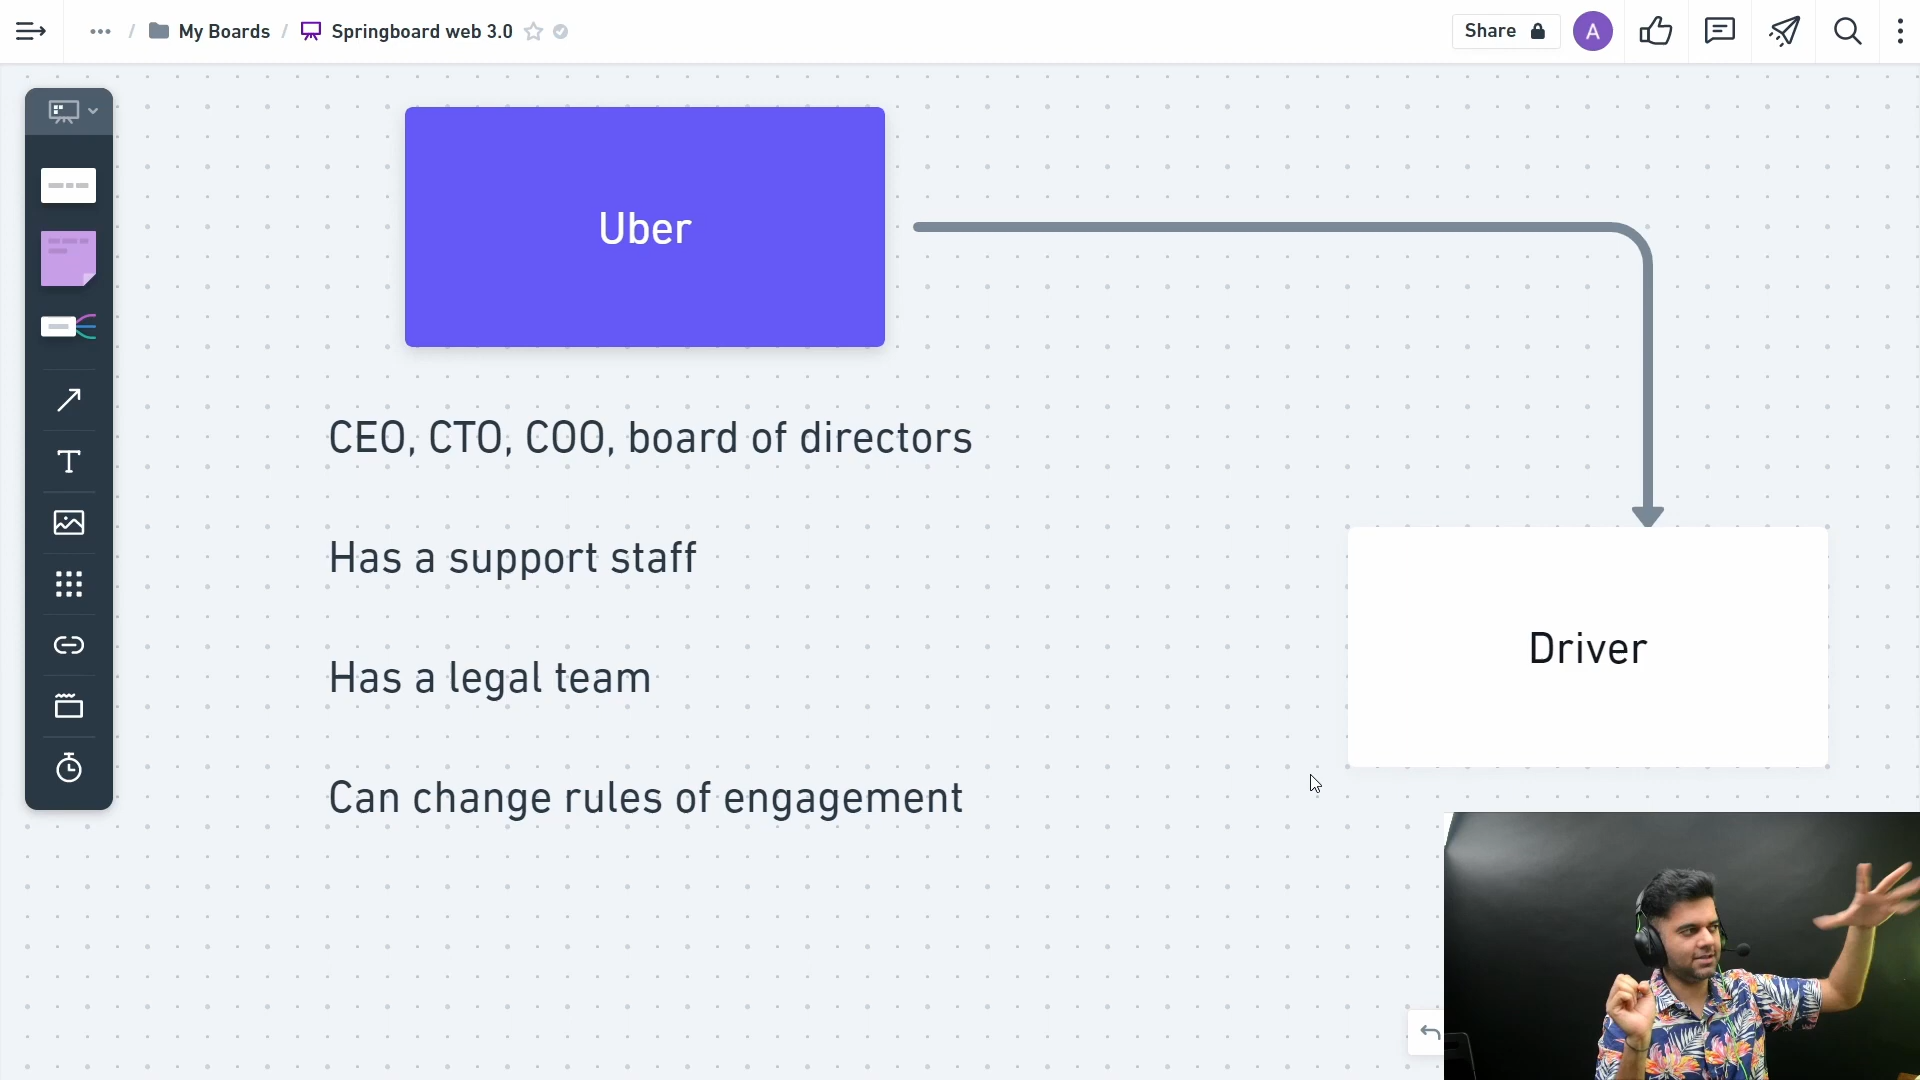 ... / My Boards / Springboard web 3.0
Share
A
Uber
CEO, CTO, COO, board of directors
Has a support staff
Has a legal team
Can change rules of engagement
Driver